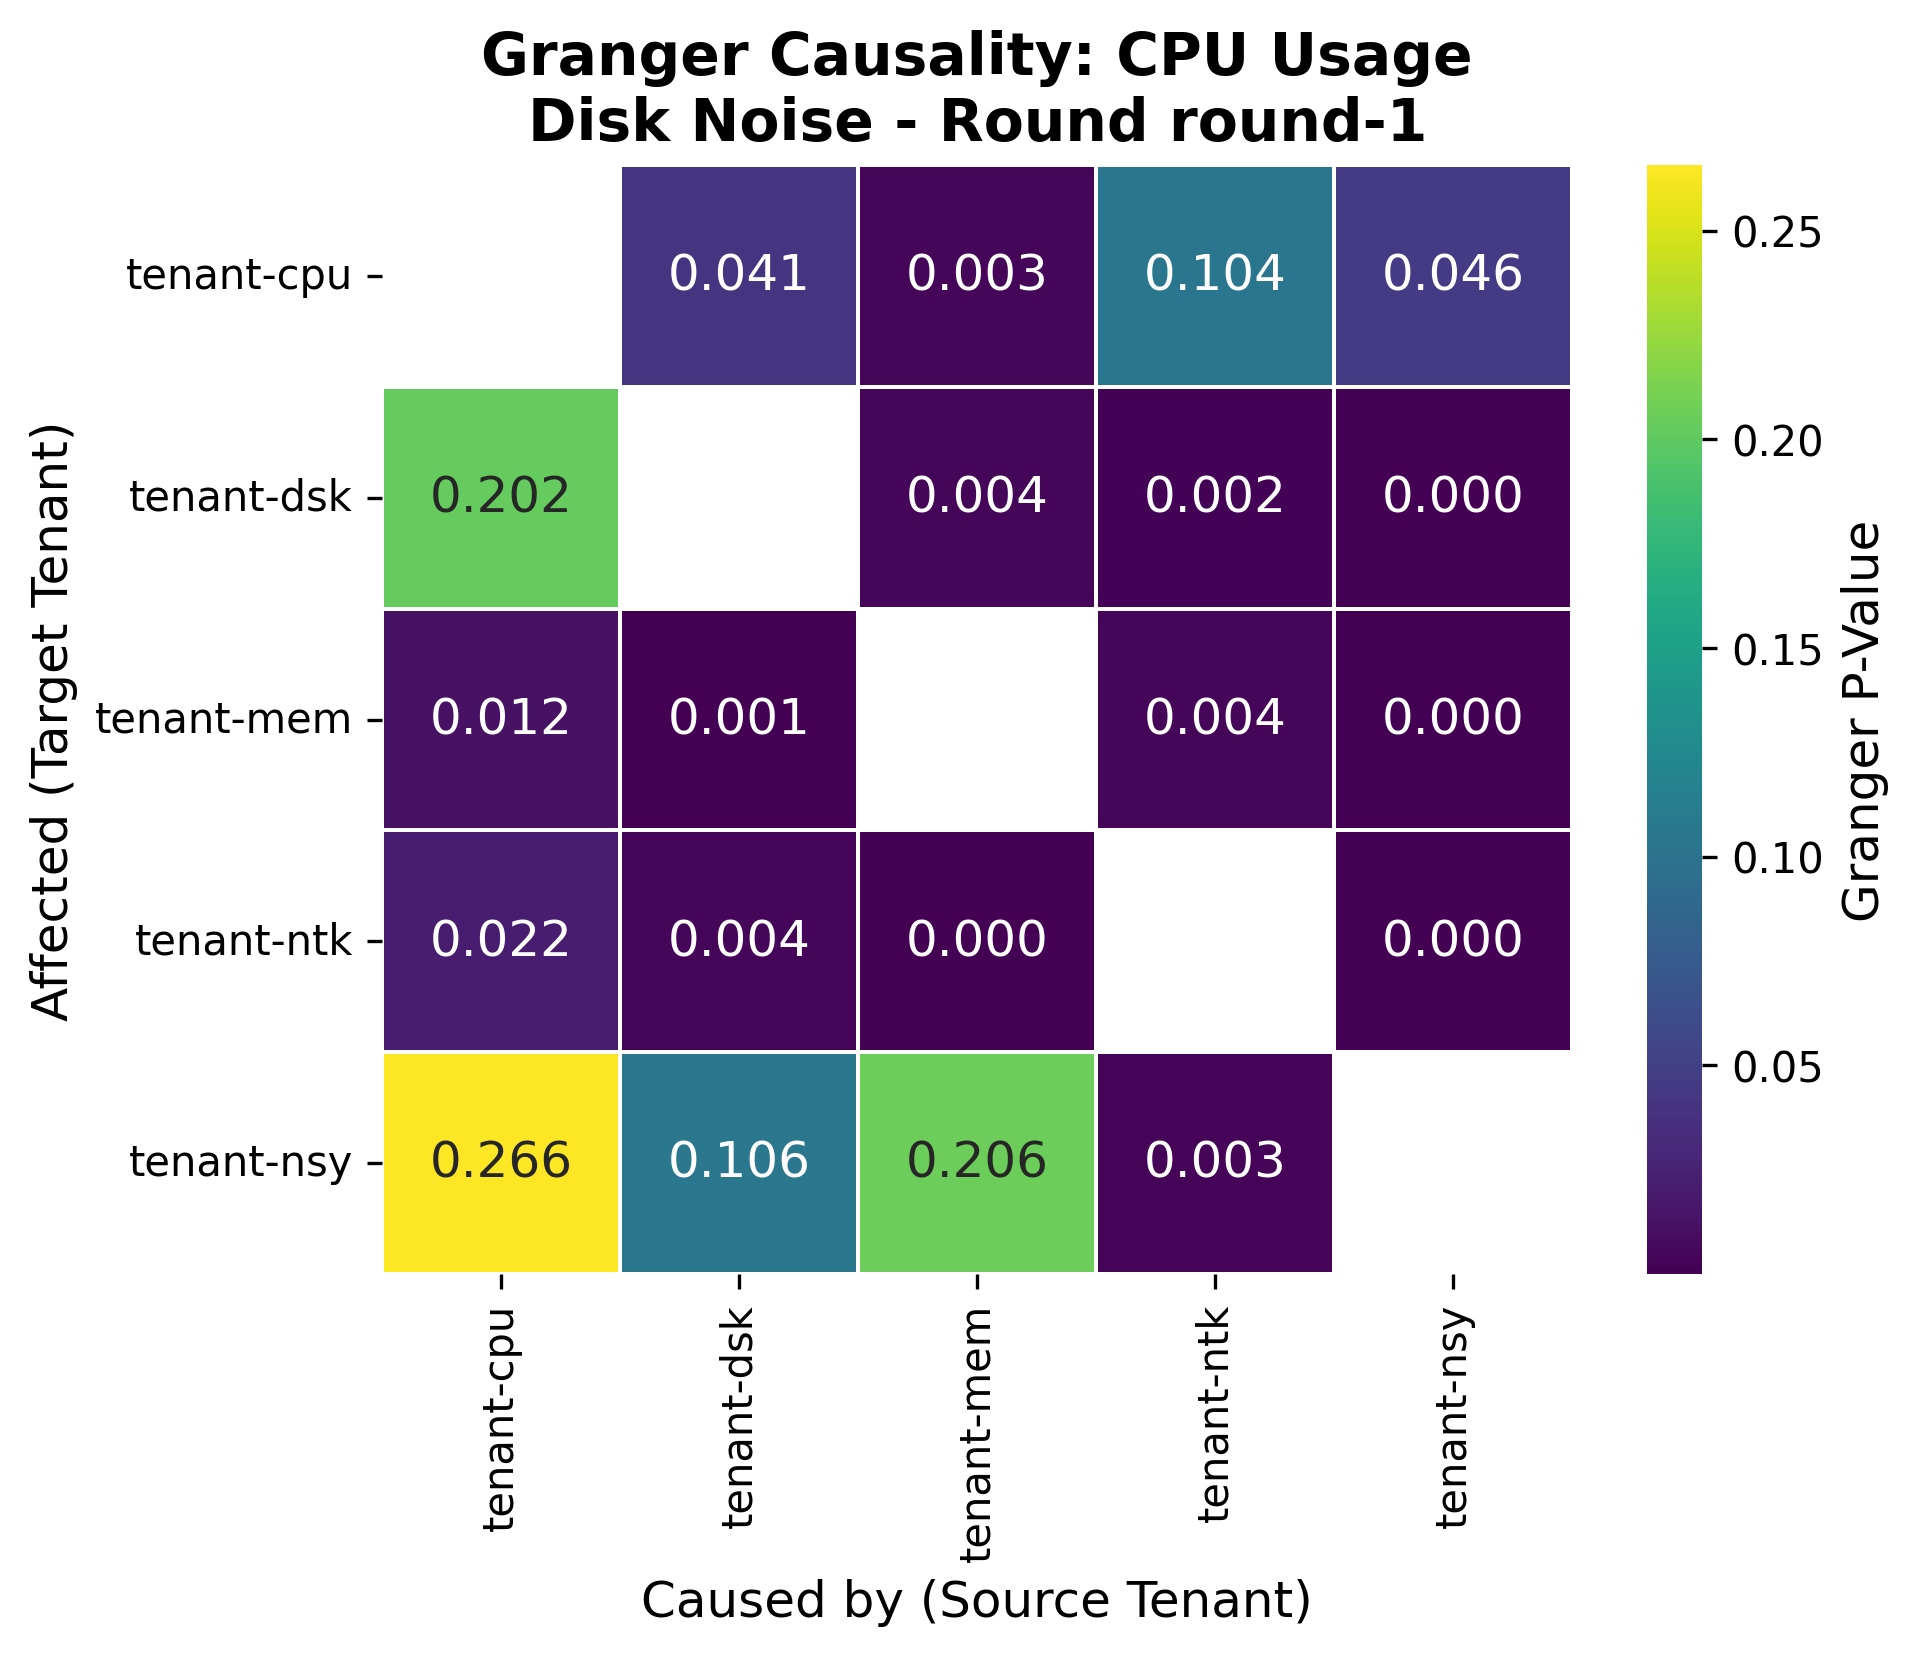 Granger Causality: CPU Usage
Disk Noise - Round round-1
Affected (Target Tenant)
tenant-cpu 0.041 0.003 0.104 0.046
tenant-dsk 0.202 0.004 0.002 0.000
tenant-mem 0.012 0.001 0.004 0.000
tenant-ntk 0.022 0.004 0.000 0.000
tenant-nsy 0.266 0.106 0.206 0.003
tenant-cpu
tenant-dsk
tenant-mem
tenant-ntk
tenant-nsy
Caused by (Source Tenant)
0.25
0.20
0.15
0.10
0.05
Granger P-Value